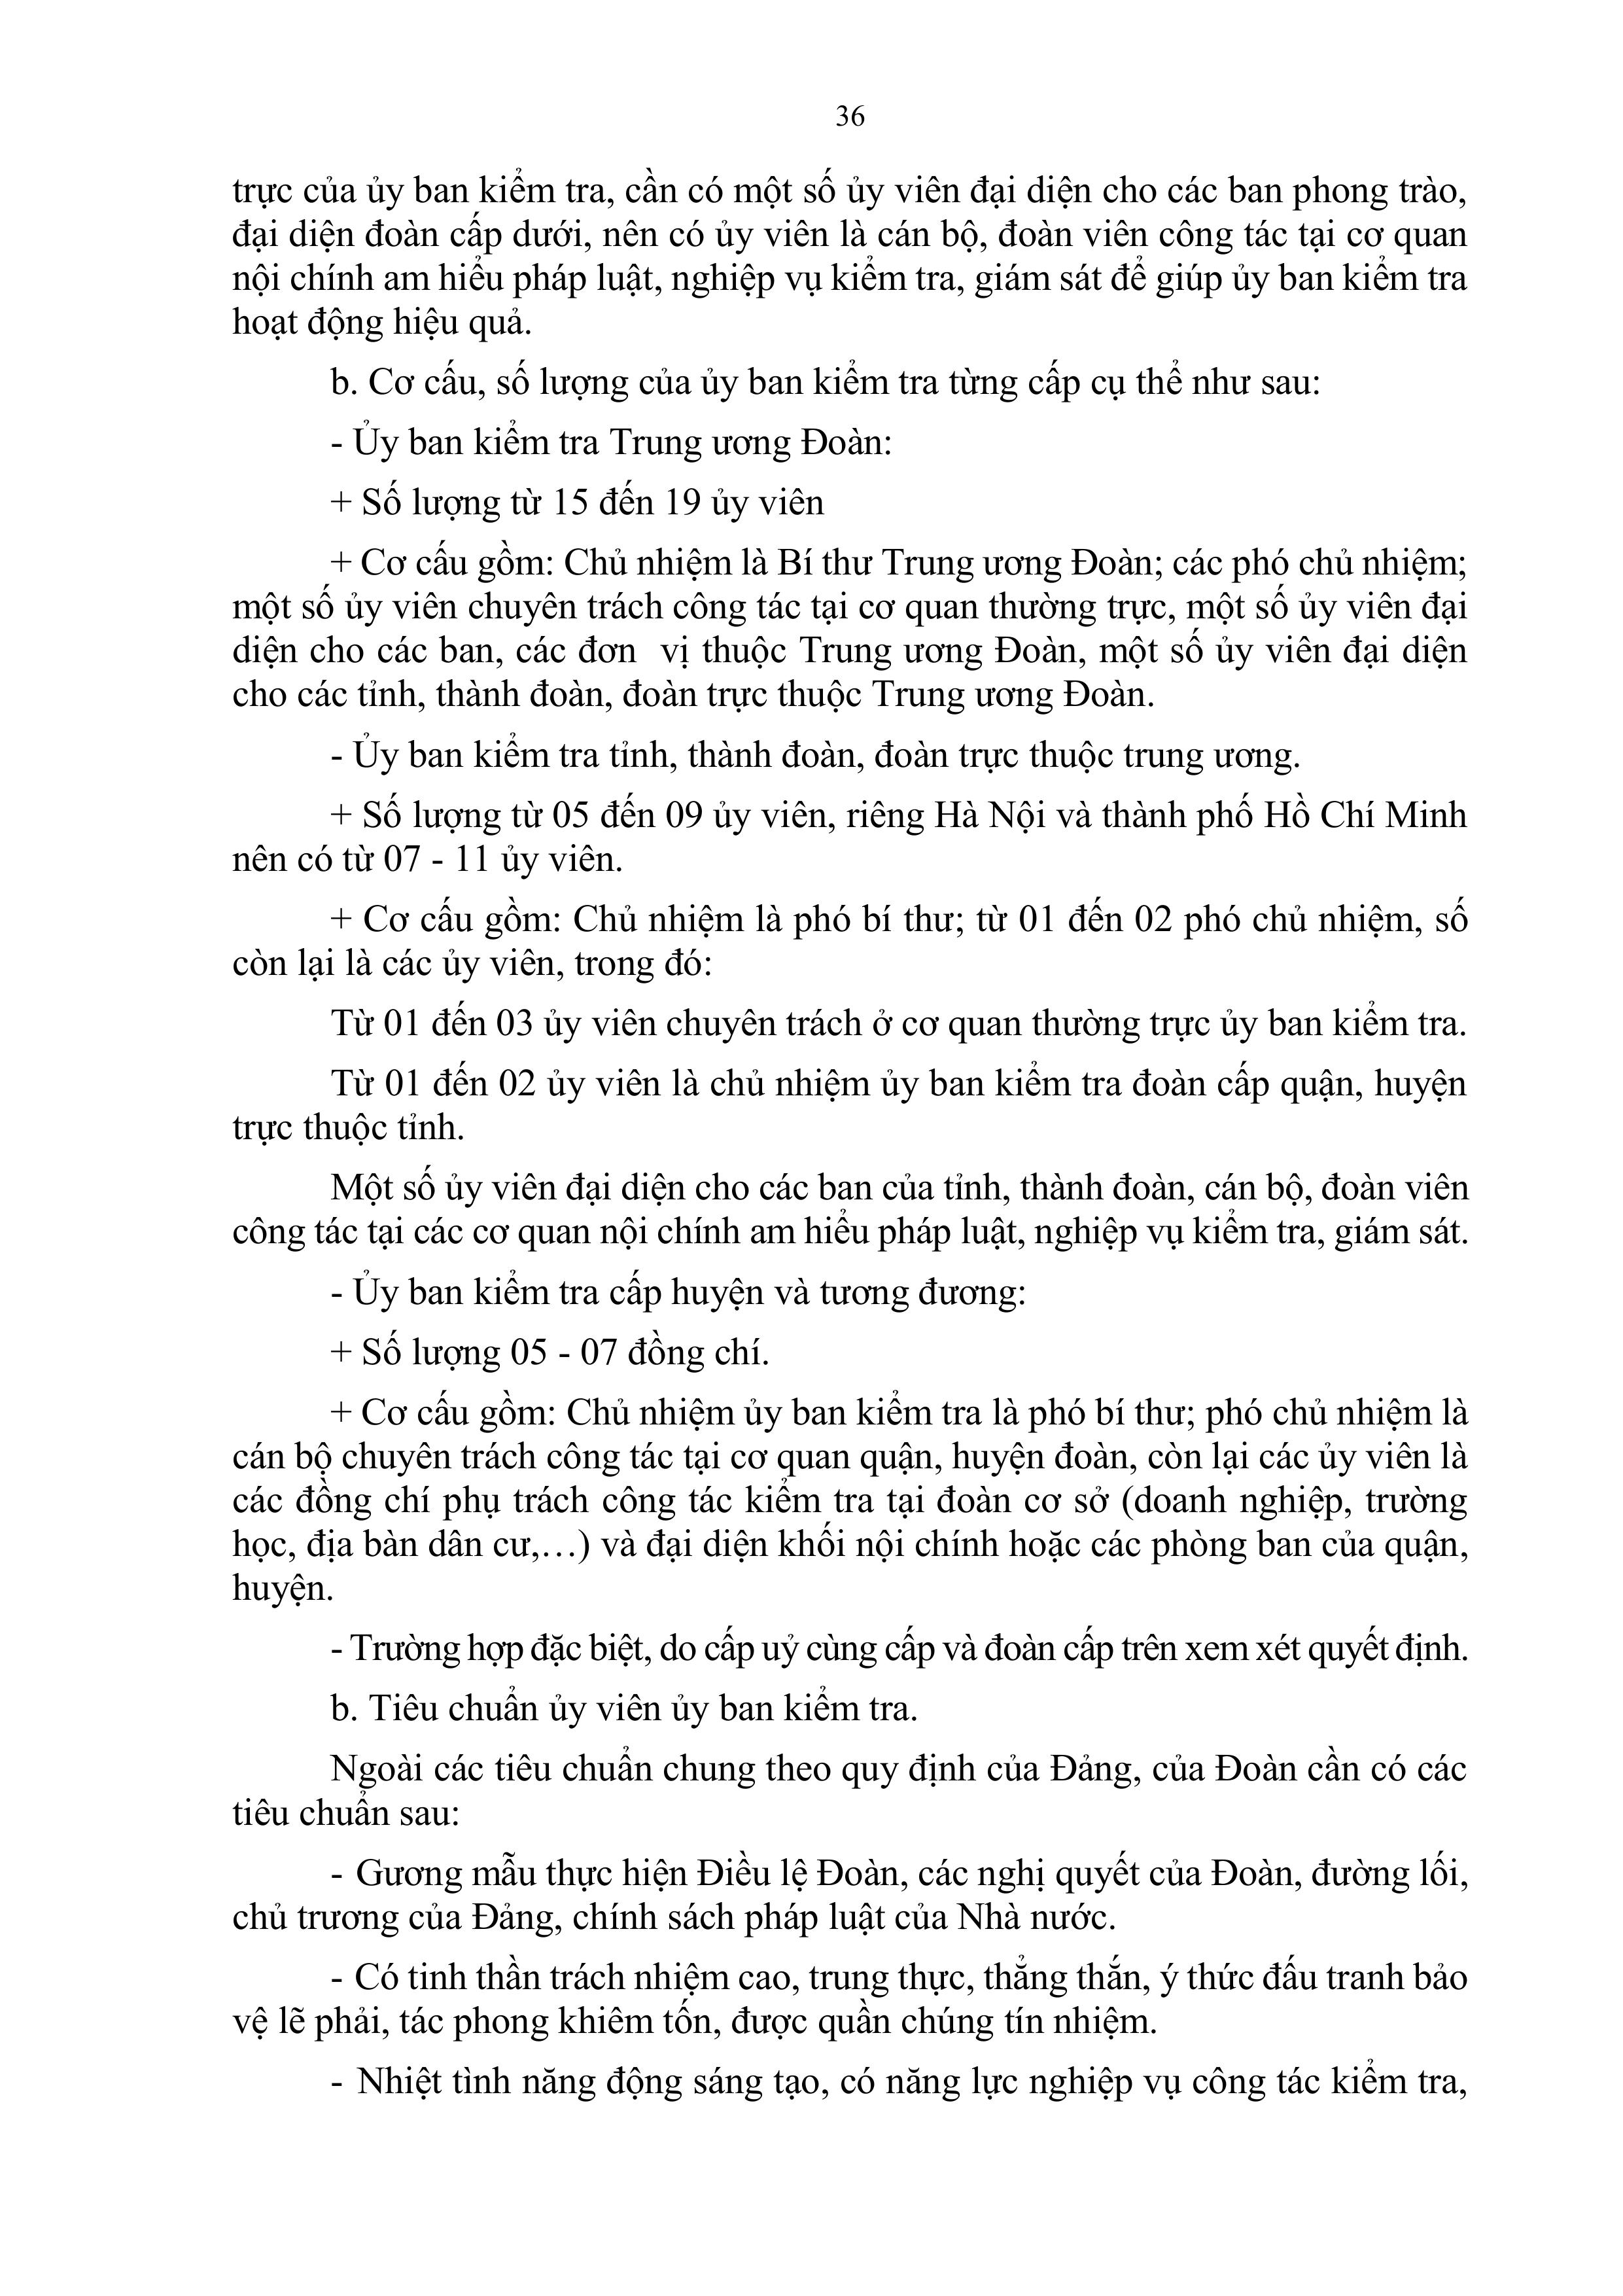 36
trực của ủy ban kiểm tra, cần có một số ủy viên đại diện cho các ban phong trào,
đại diện đoàn cấp dưới, nên có ủy viên là cán bộ, đoàn viên công tác tại cơ quan
nội chính am hiểu pháp luật, nghiệp vụ kiểm tra, giám sát để giúp ủy ban kiểm tra
hoạt động hiệu quả.
b. Cơ cấu, số lượng của ủy ban kiểm tra từng cấp cụ thể như sau:
- Ủy ban kiểm tra Trung ương Đoàn:
+ Số lượng từ 15 đến 19 ủy viên
+ Cơ cấu gồm: Chủ nhiệm là Bí thư Trung ương Đoàn; các phó chủ nhiệm;
một số ủy viên chuyên trách công tác tại cơ quan thường trực, một số ủy viên đại
diện cho các ban, các đơn  vị thuộc Trung ương Đoàn, một số ủy viên đại diện
cho các tỉnh, thành đoàn, đoàn trực thuộc Trung ương Đoàn.
- Ủy ban kiểm tra tỉnh, thành đoàn, đoàn trực thuộc trung ương.
+ Số lượng từ 05 đến 09 ủy viên, riêng Hà Nội và thành phố Hồ Chí Minh
nên có từ 07 - 11 ủy viên.
+ Cơ cấu gồm: Chủ nhiệm là phó bí thư; từ 01 đến 02 phó chủ nhiệm, số
còn lại là các ủy viên, trong đó:
Từ 01 đến 03 ủy viên chuyên trách ở cơ quan thường trực ủy ban kiểm tra.
Từ 01 đến 02 ủy viên là chủ nhiệm ủy ban kiểm tra đoàn cấp quận, huyện
trực thuộc tỉnh.
Một số ủy viên đại diện cho các ban của tỉnh, thành đoàn, cán bộ, đoàn viên
công tác tại các cơ quan nội chính am hiểu pháp luật, nghiệp vụ kiểm tra, giám sát.
- Ủy ban kiểm tra cấp huyện và tương đương:
+ Số lượng 05 - 07 đồng chí.
+ Cơ cấu gồm: Chủ nhiệm ủy ban kiểm tra là phó bí thư; phó chủ nhiệm là
cán bộ chuyên trách công tác tại cơ quan quận, huyện đoàn, còn lại các ủy viên là
các đồng chí phụ trách công tác kiểm tra tại đoàn cơ sở (doanh nghiệp, trường
học, địa bàn dân cư,…) và đại diện khối nội chính hoặc các phòng ban của quận,
huyện.
- Trường hợp đặc biệt, do cấp uỷ cùng cấp và đoàn cấp trên xem xét quyết định.
b. Tiêu chuẩn ủy viên ủy ban kiểm tra.
Ngoài các tiêu chuẩn chung theo quy định của Đảng, của Đoàn cần có các
tiêu chuẩn sau:
- Gương mẫu thực hiện Điều lệ Đoàn, các nghị quyết của Đoàn, đường lối,
chủ trương của Đảng, chính sách pháp luật của Nhà nước.
- Có tinh thần trách nhiệm cao, trung thực, thẳng thắn, ý thức đấu tranh bảo
vệ lẽ phải, tác phong khiêm tốn, được quần chúng tín nhiệm.
- Nhiệt tình năng động sáng tạo, có năng lực nghiệp vụ công tác kiểm tra,